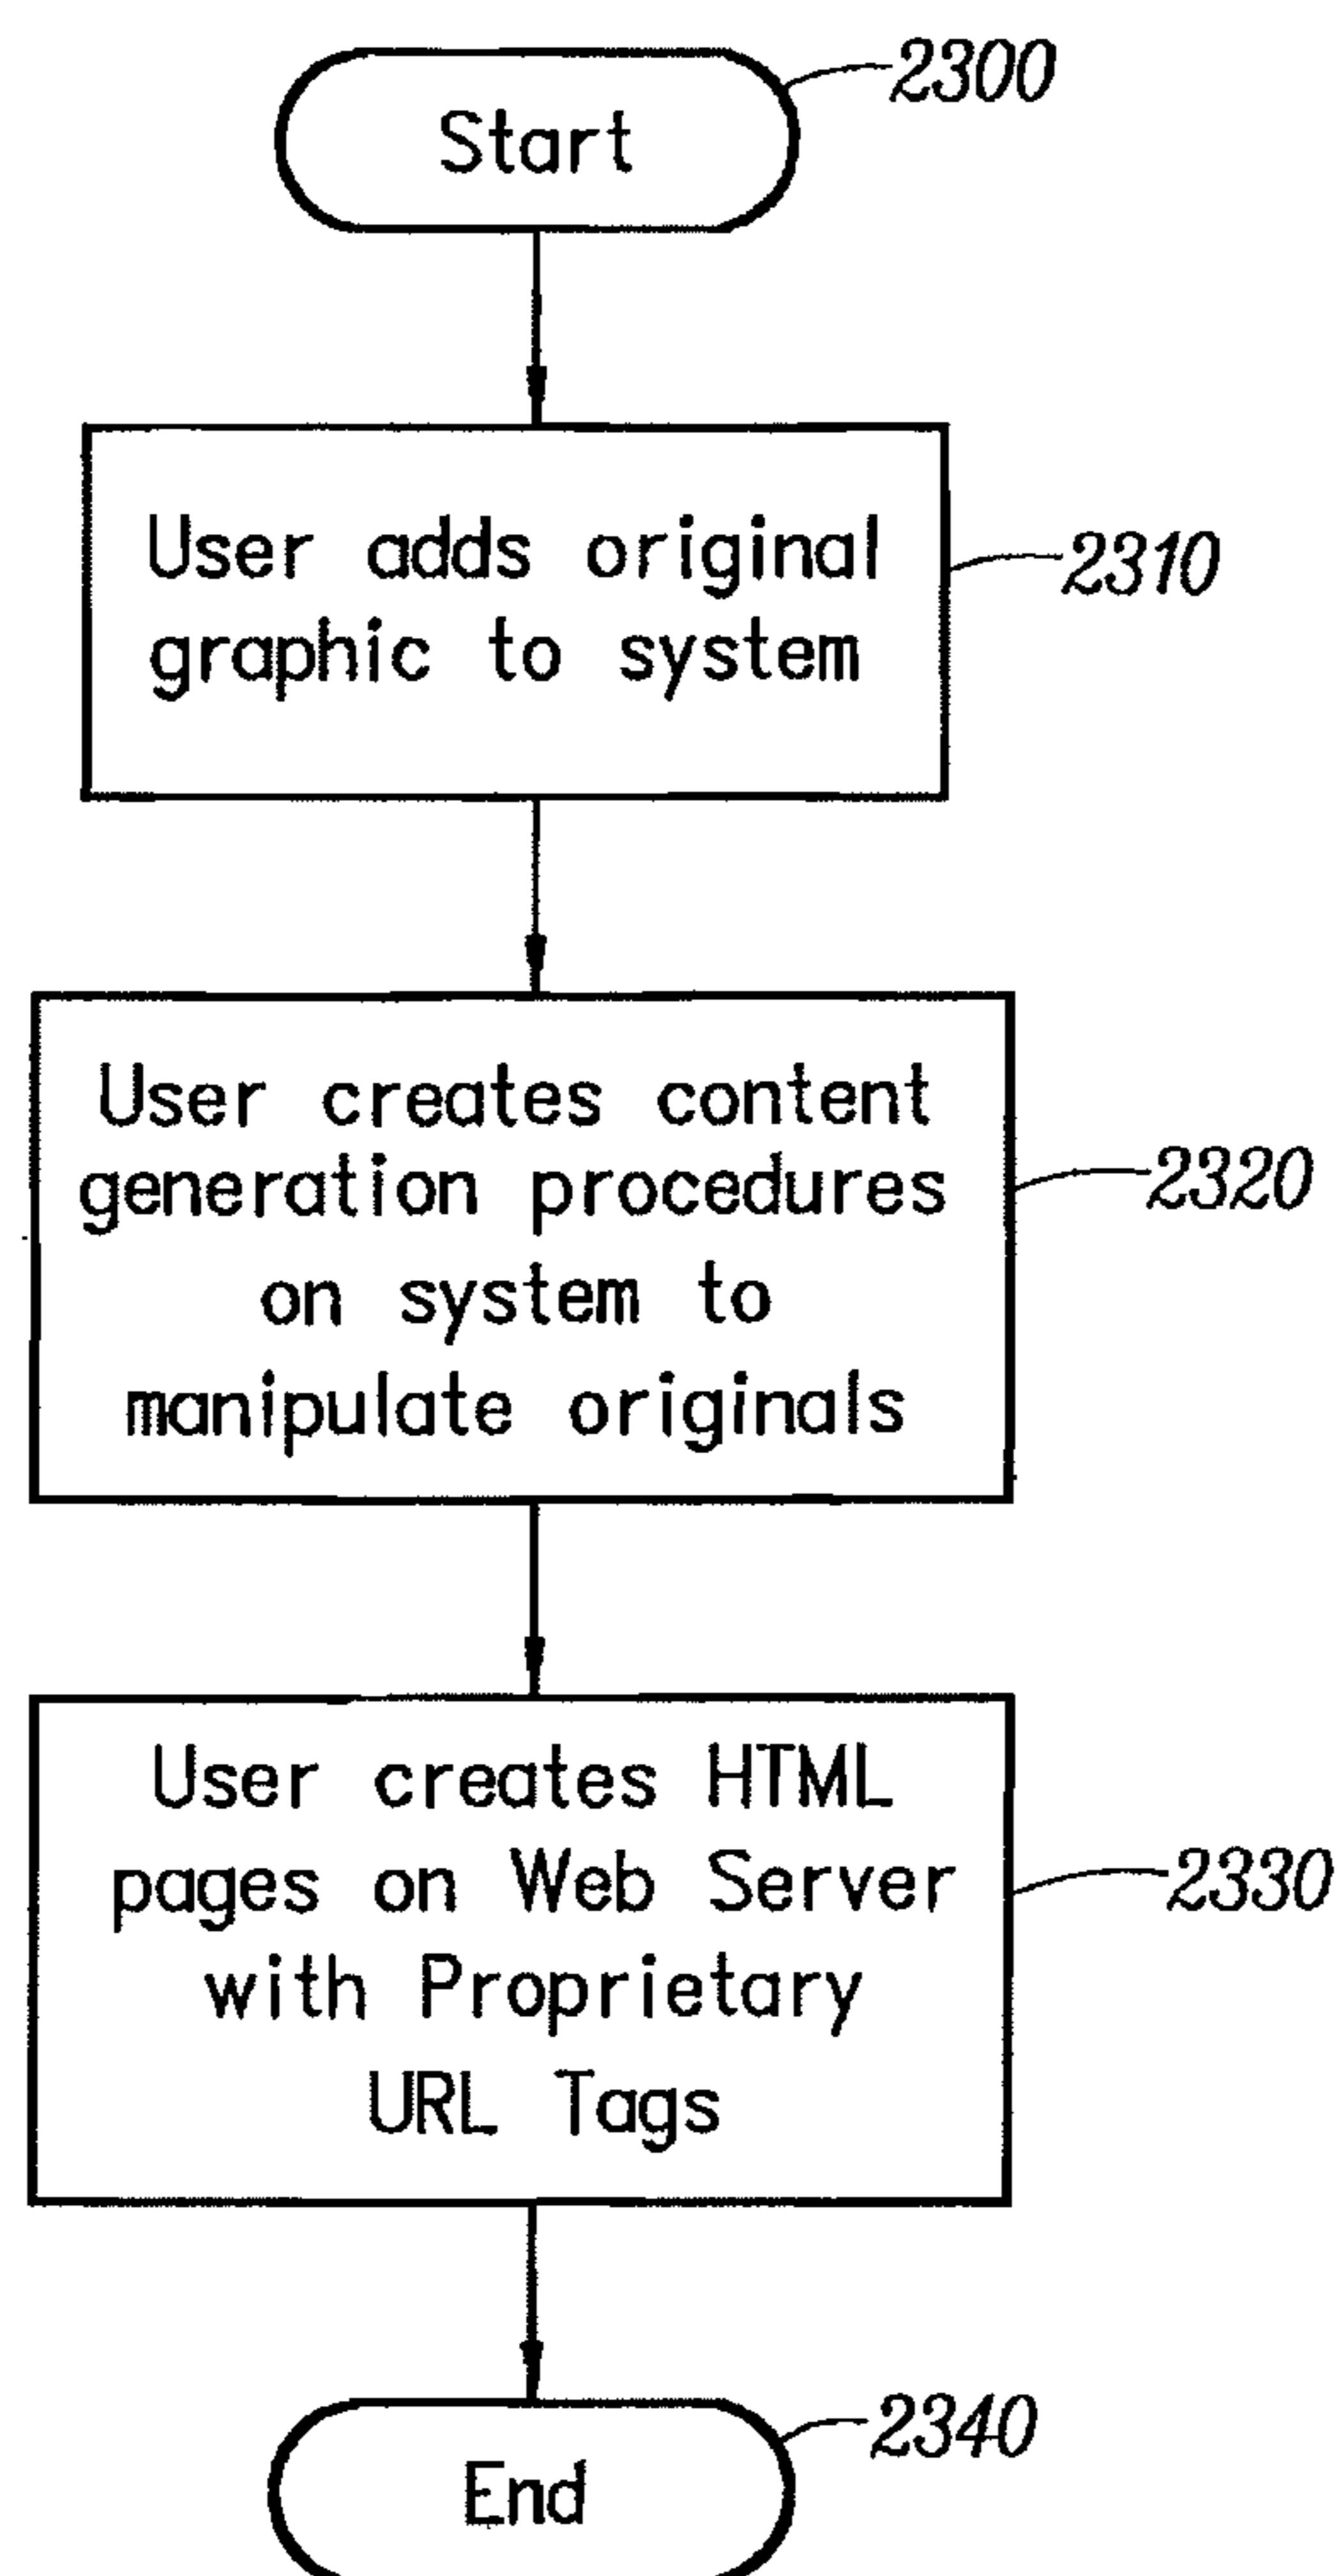 Start
2300
User adds original
graphic to system
2310
User creates content
generation procedures
on system to
manipulate originals
2320
User creates HTML
pages on Web Server
with Proprietary
URL Tags
2330
End
2340